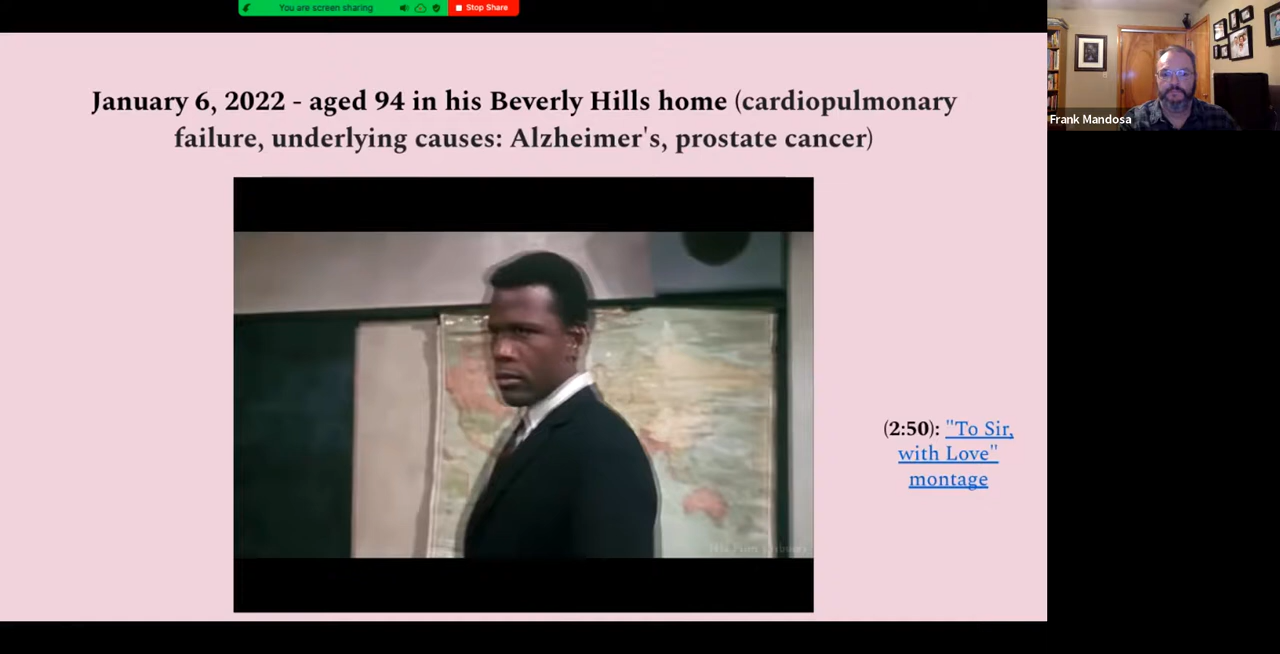 You are screen sharing
Stop Share
Frank Mandosa
January 6, 2022 - aged 94 in his Beverly Hills home (cardiopulmonary
failure, underlying causes: Alzheimer's, prostate cancer)
(2:50): "To Sir,
with Love"
montage